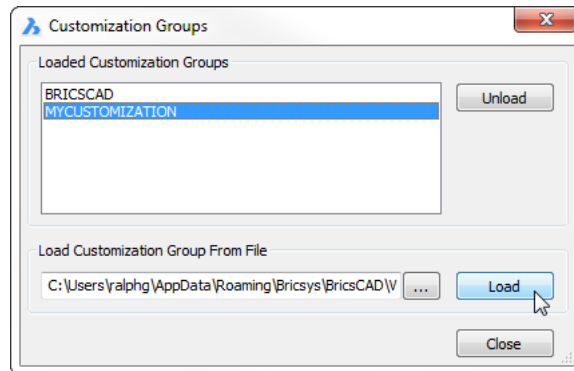 Customization Groups
Loaded Customization Groups
BRICSCAD
MYCUSTOMIZATION
Unload
Load Customization Group From File
C:\Users\ralphg\AppData\Roaming\Bricsys\BricsCAD\V
...
Load
Close